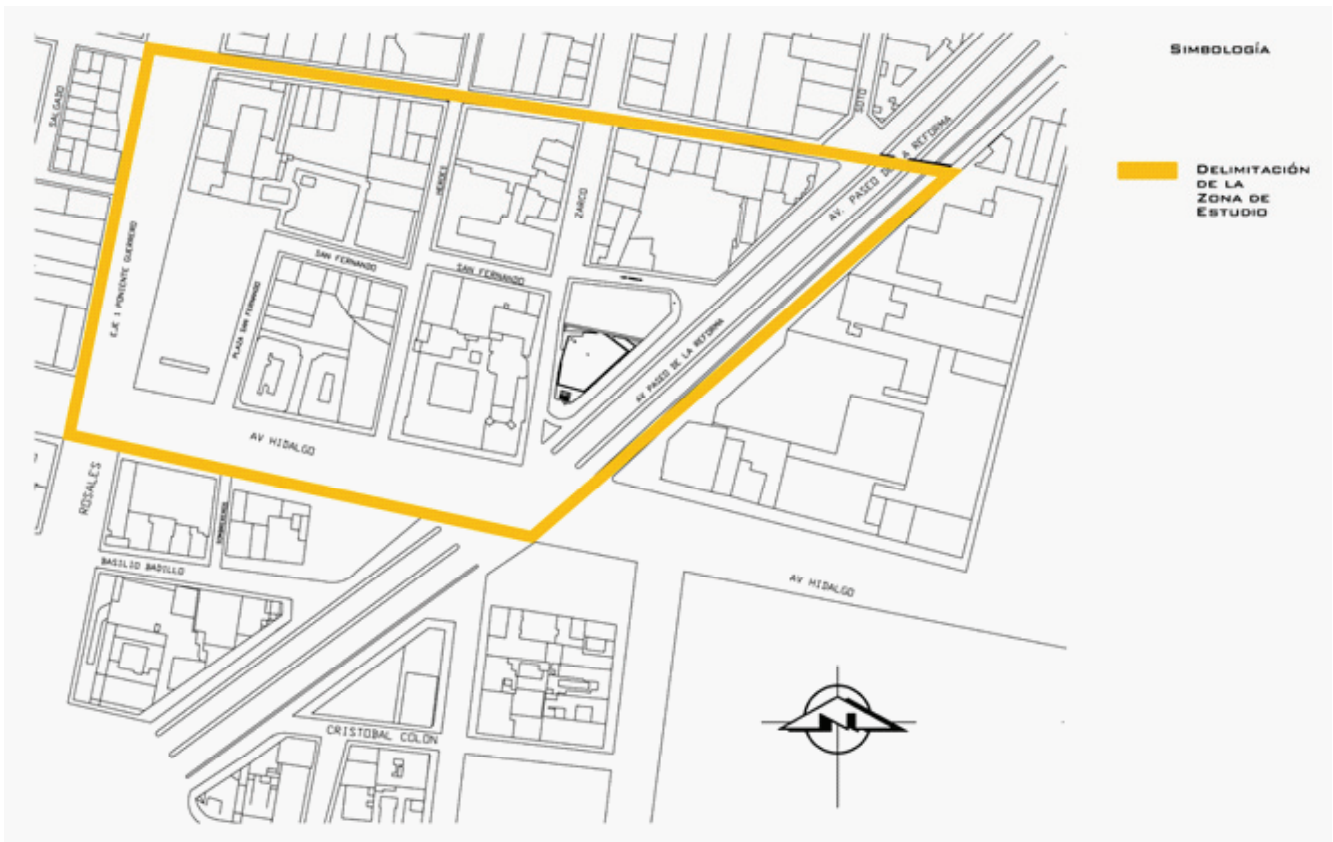 SIMBOLOGÍA
DELIMITACIÓN
DE LA
ZONA DE
ESTUDIO
SALGADO
SOTO
AV. PASEO DE LA REFORMA
HEROES
ZARCO
EJE 1 PONIENTE GUERRERO
SAN FERNANDO
SAN FERNANDO
PLAZA SAN FERNANDO
AV PASEO DE LA REFORMA
AV HIDALGO
ROSALES
BASILIO BADILLO
AV HIDALGO
CRISTOBAL COLON
N